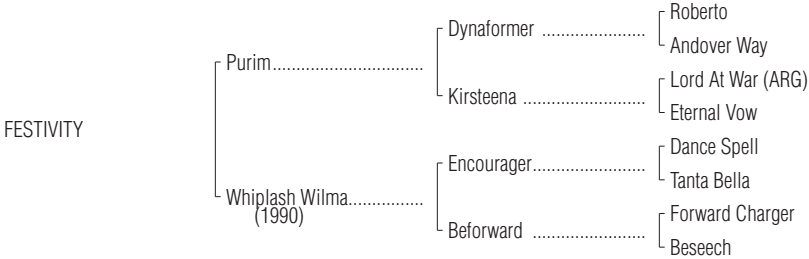 Roberto
Dynaformer ......................
Andover Way
Purim................................
Lord At War (ARG)
Kirsteena ..........................
Eternal Vow
FESTIVITY
Dance Spell
Encourager........................
Tanta Bella
Whiplash Wilma................
(1990)
Forward Charger
Beforward ........................
Beseech